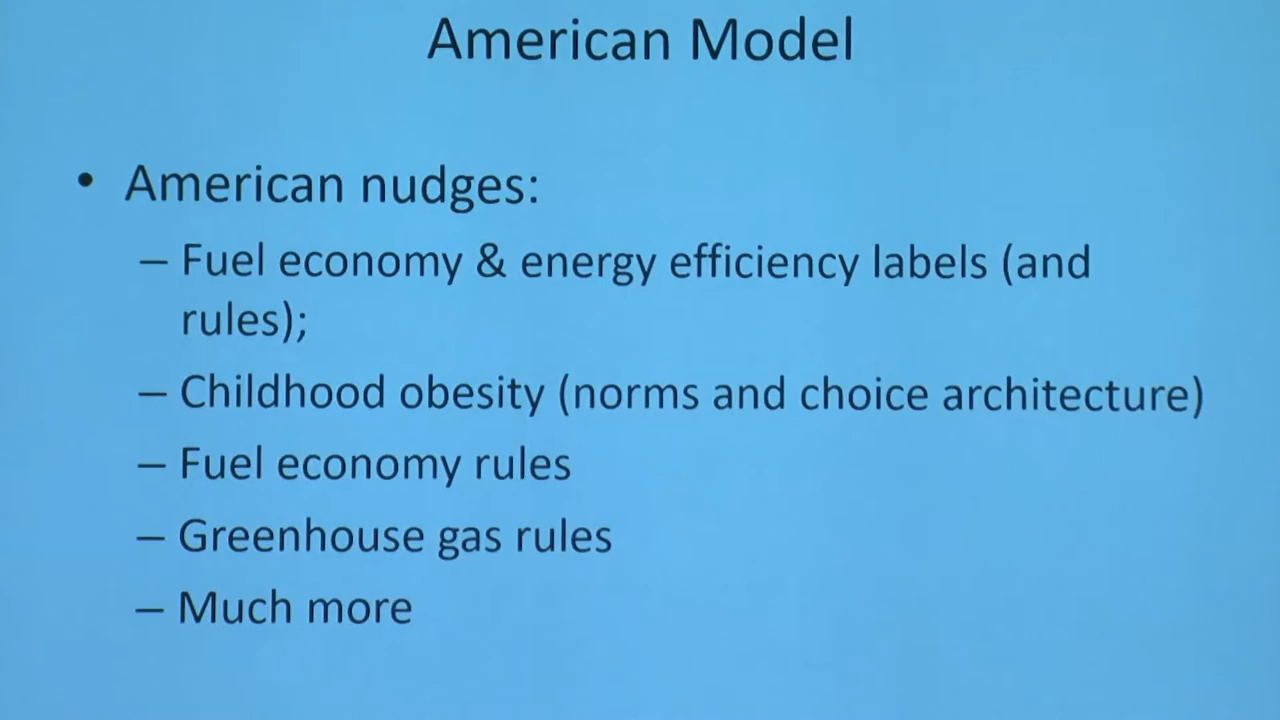 American Model
• American nudges:
– Fuel economy & energy efficiency labels (and
rules);
– Childhood obesity (norms and choice architecture)
– Fuel economy rules
– Greenhouse gas rules
– Much more